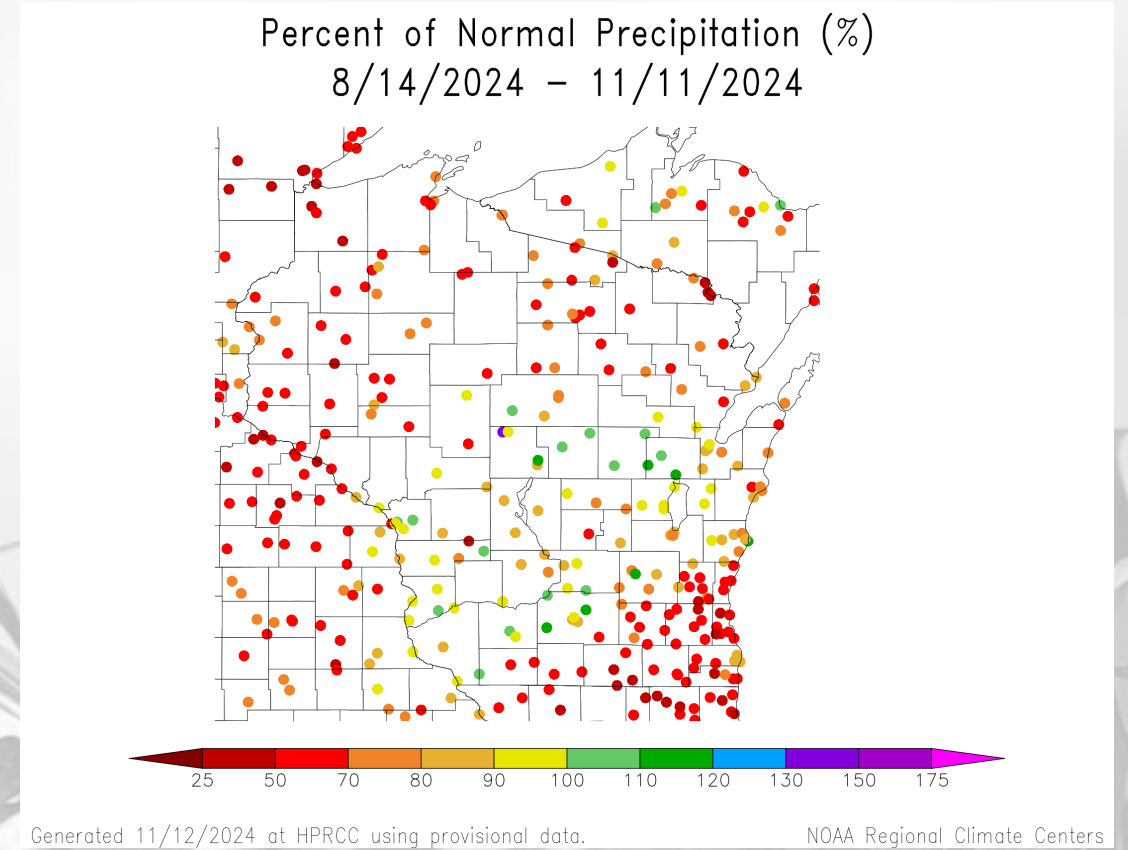 Percent of Normal Precipitation (%)
8/14/2024 – 11/11/2024
25 50 70 80 90 100 110 120 130 150 175
Generated 11/12/2024 at HPRCC using provisional data.
NOAA Regional Climate Centers